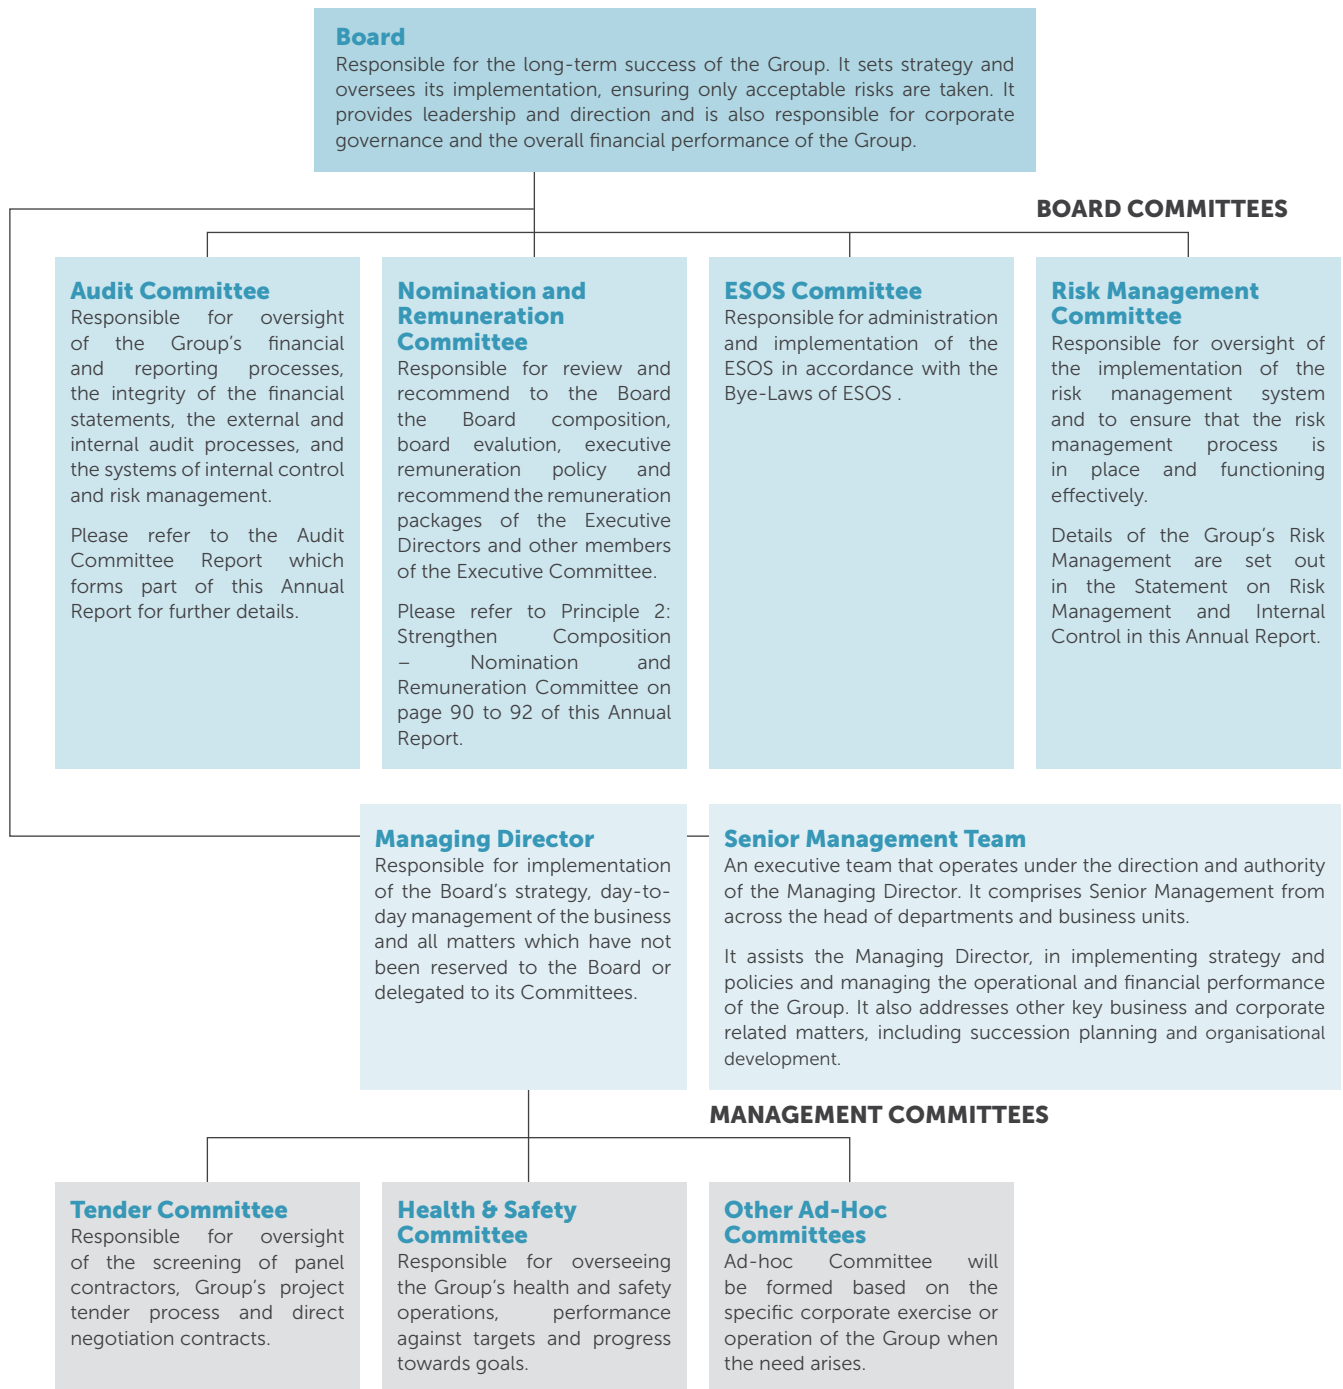 Board
Responsible for the long-term success of the Group. It sets strategy and
oversees its implementation, ensuring only acceptable risks are taken. It
provides leadership and direction and is also responsible for corporate
governance and the overall financial performance of the Group.
BOARD COMMITTEES
Audit Committee
Responsible for oversight
of the Group's financial
and reporting processes,
the integrity of the financial
statements, the external and
internal audit processes, and
the systems of internal control
and risk management.
Please refer to the Audit
Committee Report which
forms part of this Annual
Report for further details.
Nomination and
Remuneration
Committee
Responsible for review and
recommend to the Board
the Board composition,
board evalution, executive
remuneration policy and
recommend the remuneration
packages of the Executive
Directors and other members
of the Executive Committee.
Please refer to Principle 2:
Strengthen Composition
– Nomination and
Remuneration Committee on
page 90 to 92 of this Annual
Report.
ESOS Committee
Responsible for administration
and implementation of the
ESOS in accordance with the
Bye-Laws of ESOS .
Risk Management
Committee
Responsible for oversight of
the implementation of the
risk management system
and to ensure that the risk
management process is
in place and functioning
effectively.
Details of the Group's Risk
Management are set out
in the Statement on Risk
Management and Internal
Control in this Annual Report.
Managing Director
Responsible for implementation
of the Board's strategy, day-to-
day management of the business
and all matters which have not
been reserved to the Board or
delegated to its Committees.
Senior Management Team
An executive team that operates under the direction and authority
of the Managing Director. It comprises Senior Management from
across the head of departments and business units.
It assists the Managing Director, in implementing strategy and
policies and managing the operational and financial performance
of the Group. It also addresses other key business and corporate
related matters, including succession planning and organisational
development.
MANAGEMENT COMMITTEES
Tender Committee
Responsible for oversight
of the screening of panel
contractors, Group's project
tender process and direct
negotiation contracts.
Health & Safety
Committee
Responsible for overseeing
the Group's health and safety
operations, performance
against targets and progress
towards goals.
Other Ad-Hoc
Committees
Ad-hoc Committee will
be formed based on the
specific corporate exercise or
operation of the Group when
the need arises.